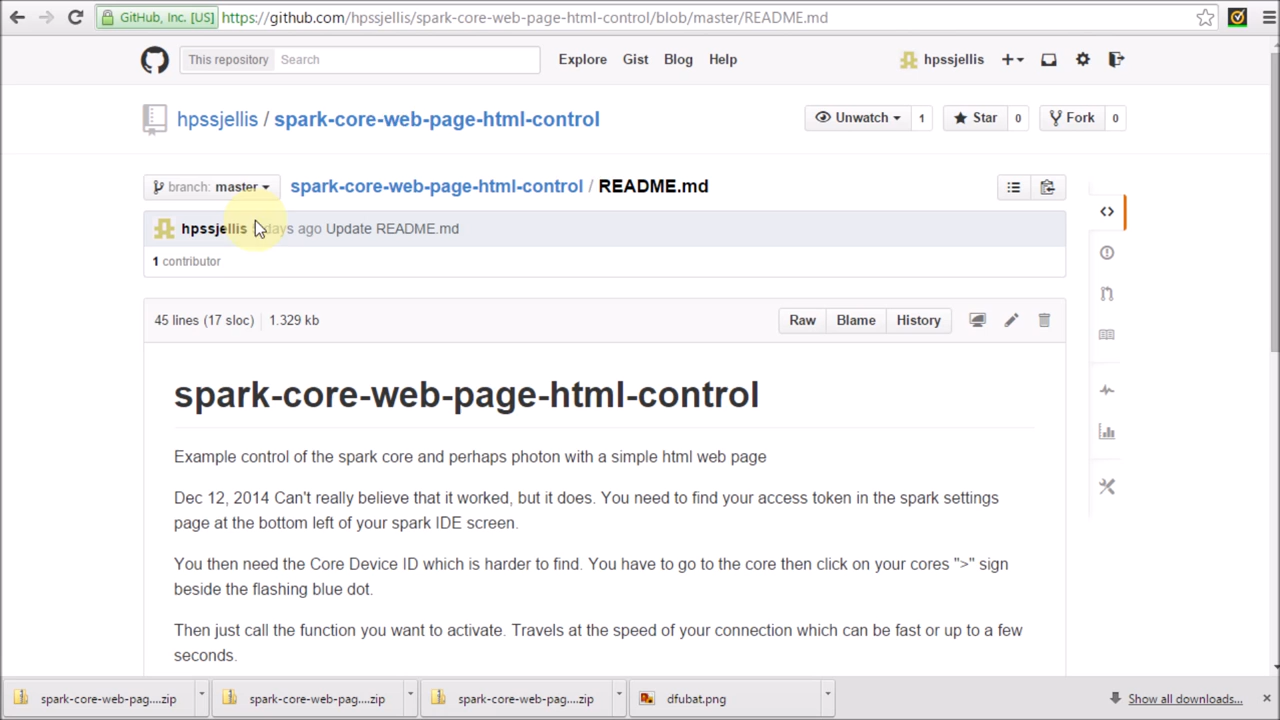 GitHub, Inc. [US] https://github.com/hpssjellis/spark-core-web-page-html-control/blob/master/README.md
This repository Search Explore Gist Blog Help hpssjellis
hpssjellis / spark-core-web-page-html-control Unwatch 1 Star 0 Fork 0
branch: master spark-core-web-page-html-control / README.md
hpssjellis days ago Update README.md
1 contributor
45 lines (17 sloc) 1.329 kb Raw Blame History
spark-core-web-page-html-control
Example control of the spark core and perhaps photon with a simple html web page
Dec 12, 2014 Can't really believe that it worked, but it does. You need to find your access token in the spark settings
page at the bottom left of your spark IDE screen.
You then need the Core Device ID which is harder to find. You have to go to the core then click on your cores ">" sign
beside the flashing blue dot.
Then just call the function you want to activate. Travels at the speed of your connection which can be fast or up to a few
seconds.
spark-core-web-pag....zip spark-core-web-pag....zip spark-core-web-pag....zip dfubat.png Show all downloads...